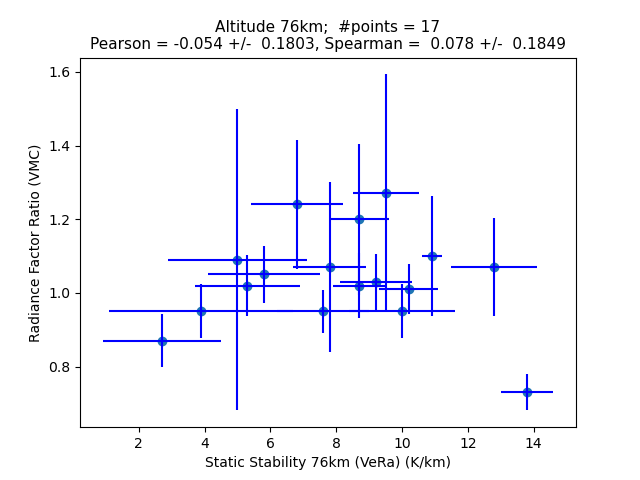 Altitude 76km;  #points = 17
Pearson = -0.054 +/-  0.1803, Spearman =  0.078 +/-  0.1849
1.6
1.4
1.2
1.0
0.8
Radiance Factor Ratio (VMC)
2 4 6 8 10 12 14
Static Stability 76km (VeRa) (K/km)